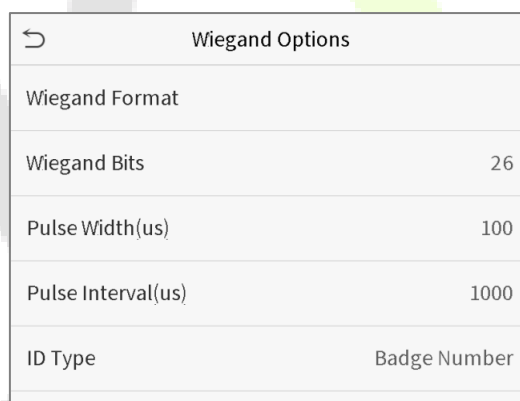 Wiegand Options
Wiegand Format
Wiegand Bits 26
Pulse Width(us) 100
Pulse Interval(us) 1000
ID Type Badge Number